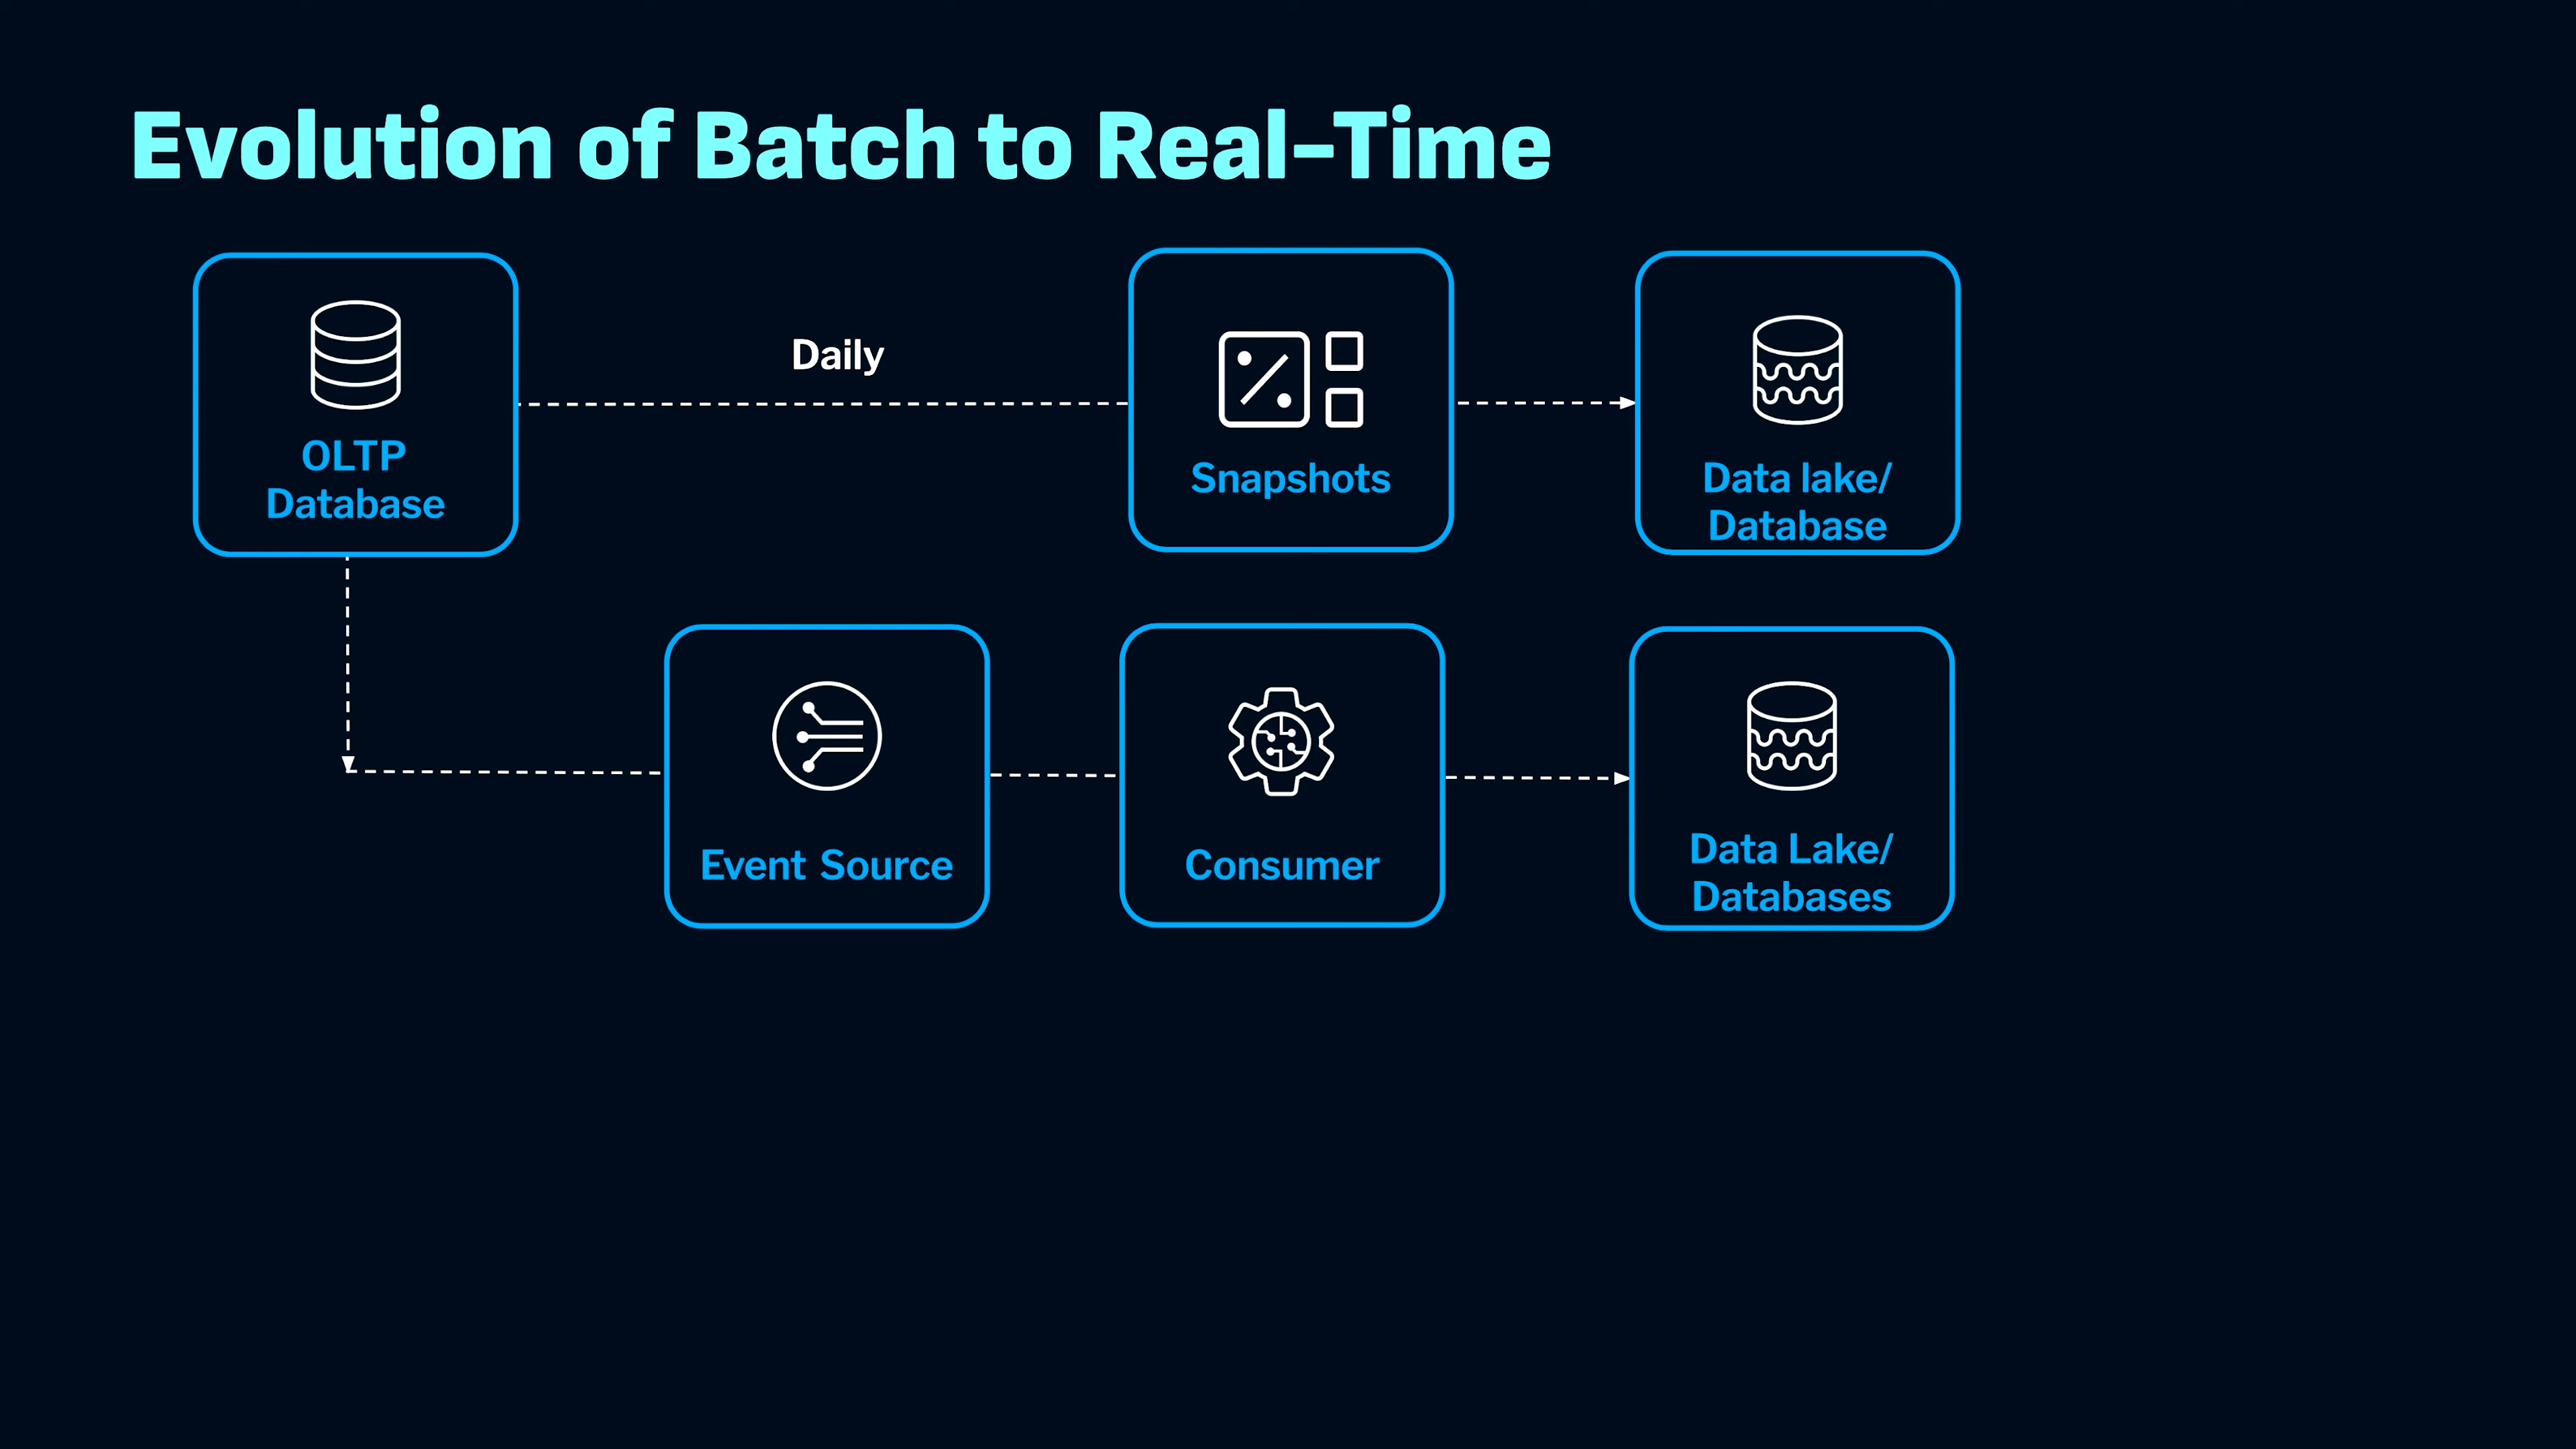 Evolution of Batch to Real-Time
OLTP
Database
Daily
Snapshots
Data lake/
Database
Event Source
Consumer
Data Lake/
Databases